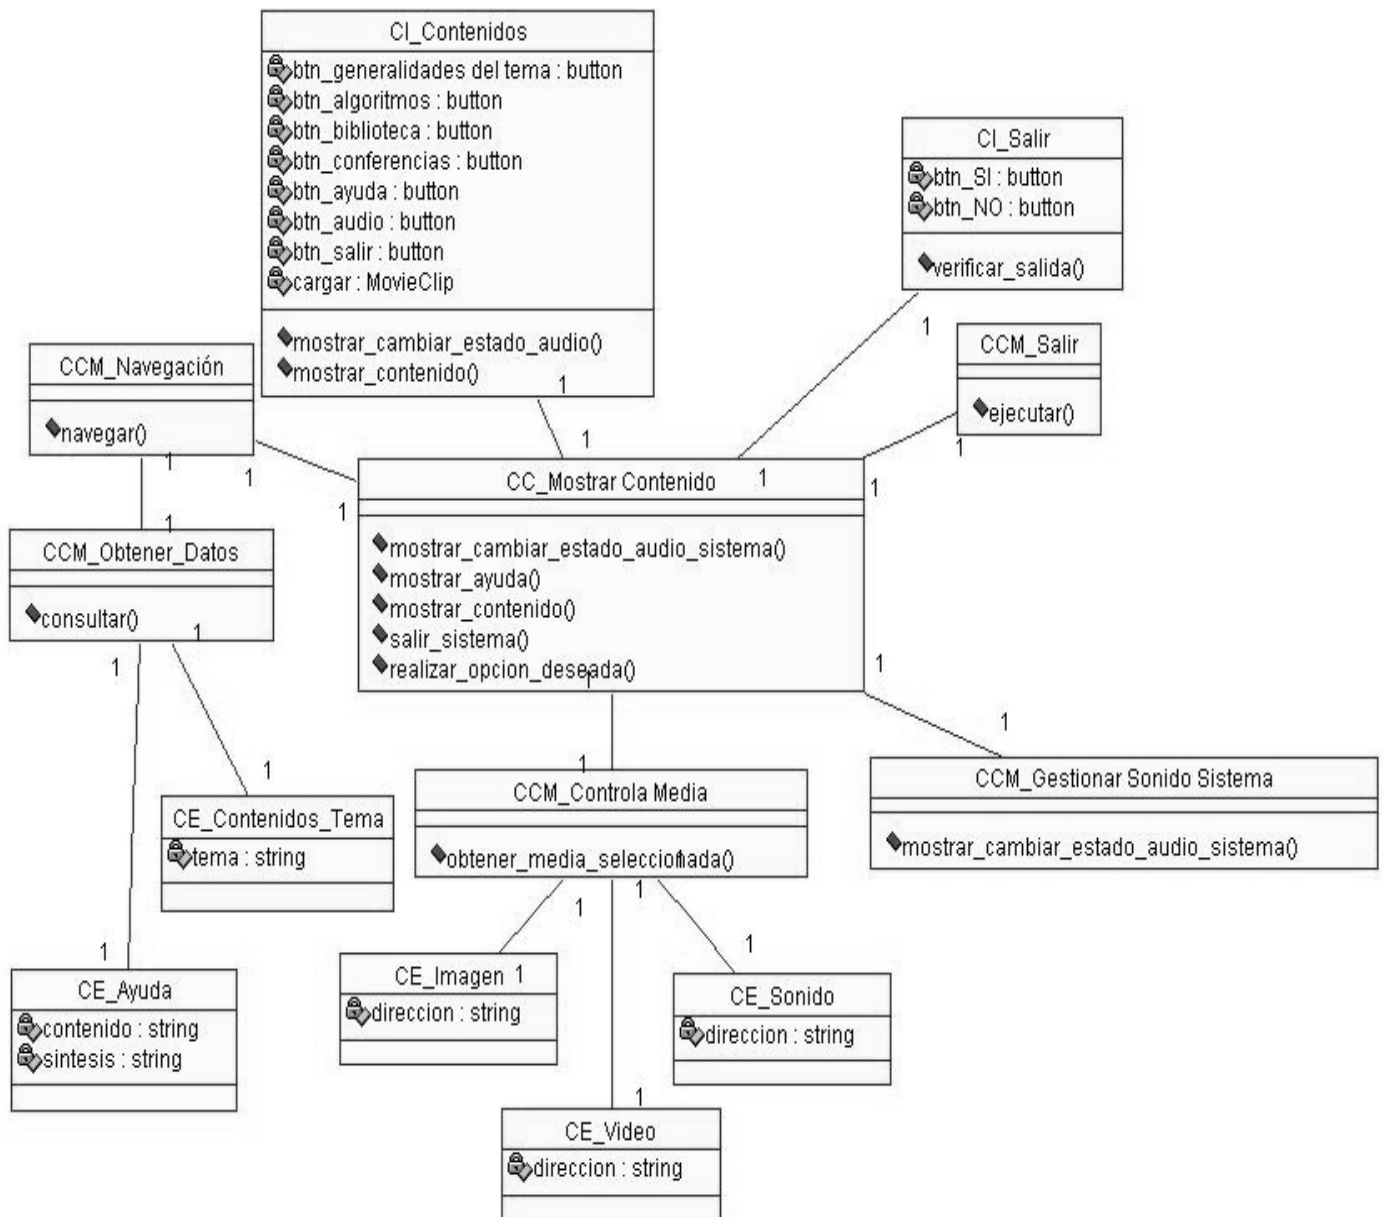 CI_Contenidos
btn_generalidades del tema : button
btn_algoritmos : button
btn_biblioteca : button
btn_conferencias : button
btn_ayuda : button
btn_audio : button
btn_salir : button
cargar : MovieClip
mostrar_cambiar_estado_audio()
mostrar_contenido()
1
1
CI_Salir
btn_SI : button
btn_NO : button
verificar_salida()
1
1
CCM_Salir
ejecutar()
1
1
CCM_Navegación
navegar()
1
1
1
1
CC_Mostrar Contenido
mostrar_cambiar_estado_audio_sistema()
mostrar_ayuda()
mostrar_contenido()
salir_sistema()
realizar_opcion_deseada()
1
1
1
1
CCM_Obtener_Datos
consultar()
1
1
1
1
CE_Contenidos_Tema
tema : string
CCM_Controla Media
obtener_media_seleccionada()
1
1
1
1
1
1
CCM_Gestionar Sonido Sistema
mostrar_cambiar_estado_audio_sistema()
CE_Ayuda
contenido : string
sintesis : string
CE_Imagen
direccion : string
CE_Sonido
direccion : string
CE_Video
direccion : string